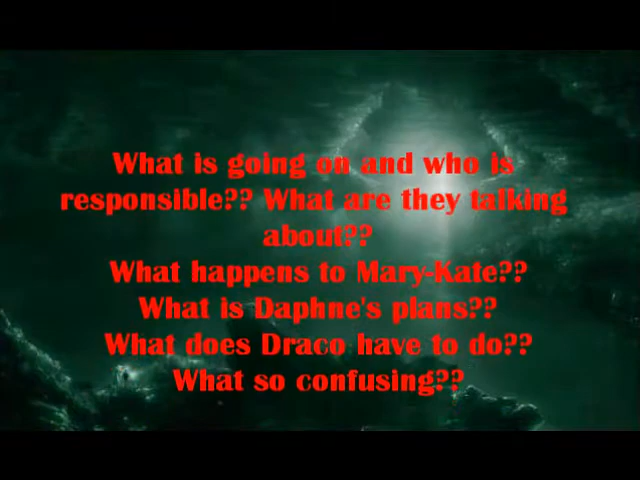 What is going on and who is
responsible?? What are they talking
about??
What happens to Mary-Kate??
What is Daphne's plans??
What does Draco have to do??
What so confusing??